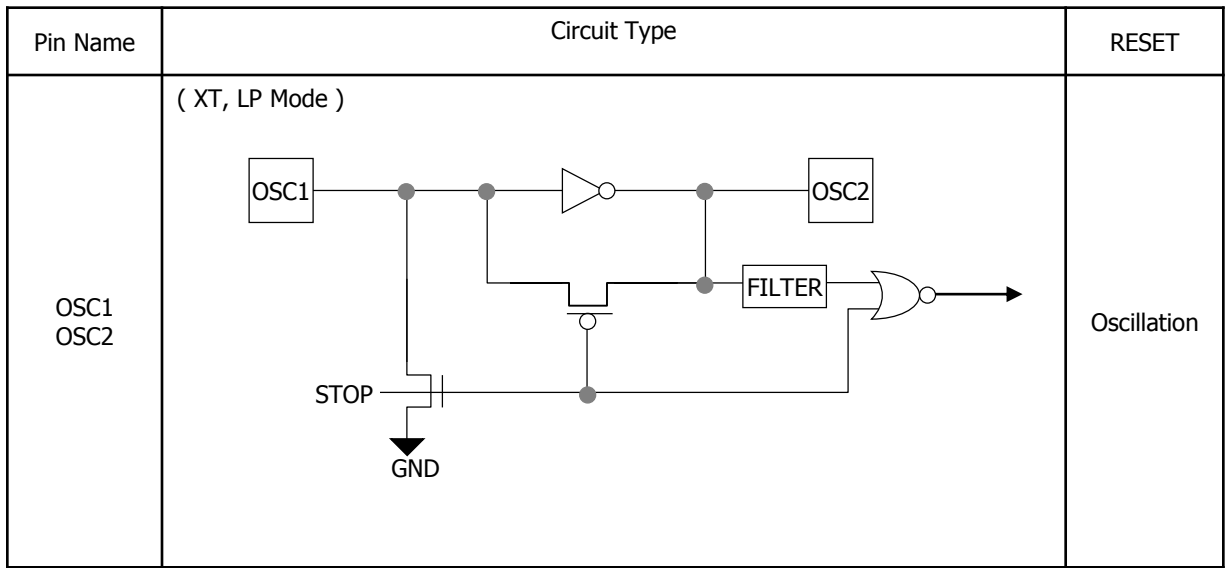 Pin Name
Circuit Type
RESET
( XT, LP Mode )
OSC1
OSC2
FILTER
OSC1
OSC2
Oscillation
STOP
GND